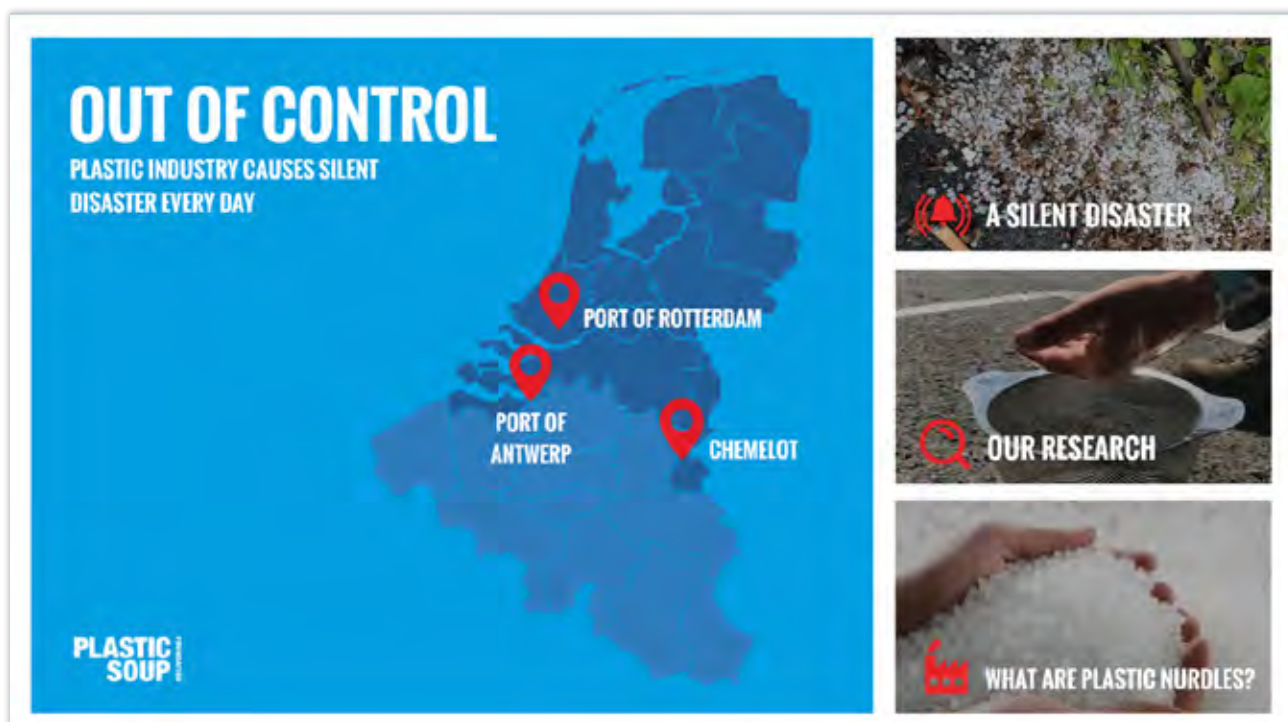 OUT OF CONTROL
PLASTIC INDUSTRY CAUSES SILENT
DISASTER EVERY DAY
PORT OF ROTTERDAM
PORT OF
ANTWERP
CHEMELOT
PLASTIC
SOUP
A SILENT DISASTER
OUR RESEARCH
WHAT ARE PLASTIC NURDLES?